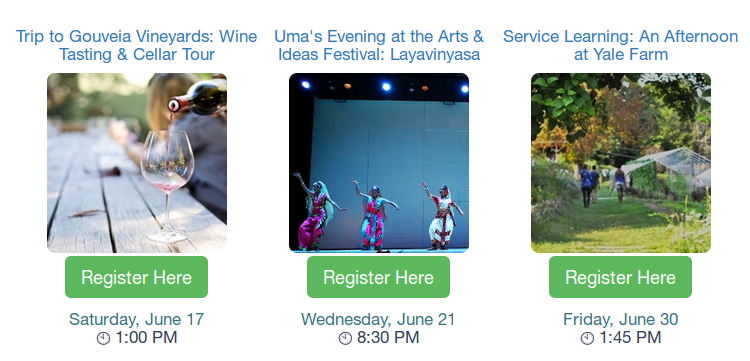 Trip to Gouveia Vineyards: Wine
Tasting & Cellar Tour
Register Here
Saturday, June 17
1:00 PM
Uma's Evening at the Arts &
Ideas Festival: Layavinyasa
Register Here
Wednesday, June 21
8:30 PM
Service Learning: An Afternoon
at Yale Farm
Register Here
Friday, June 30
1:45 PM